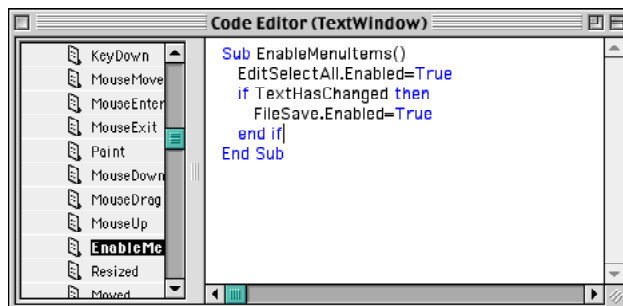 Code Editor (TextWindow)
KeyDown
MouseMove
MouseEnter
MouseExit
Paint
MouseDown
MouseDrag
MouseUp
EnableMe
Resized
Moved
Sub EnableMenuItems()
EditSelectAll.Enabled=True
if TextHasChanged then
FileSave.Enabled=True
end if
End Sub